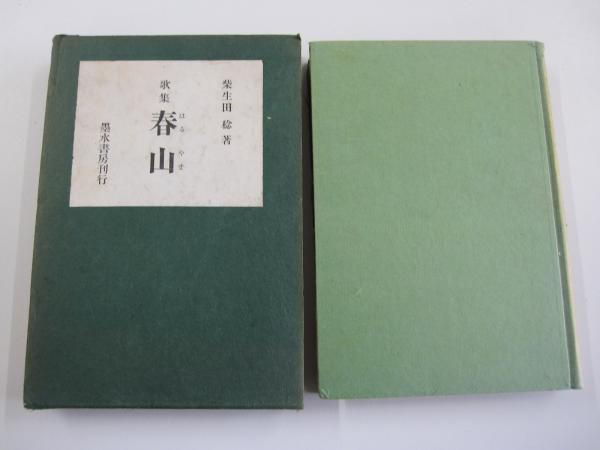 柴生田 稔 著
歌集
春山
はるやま
墨水書房刊行